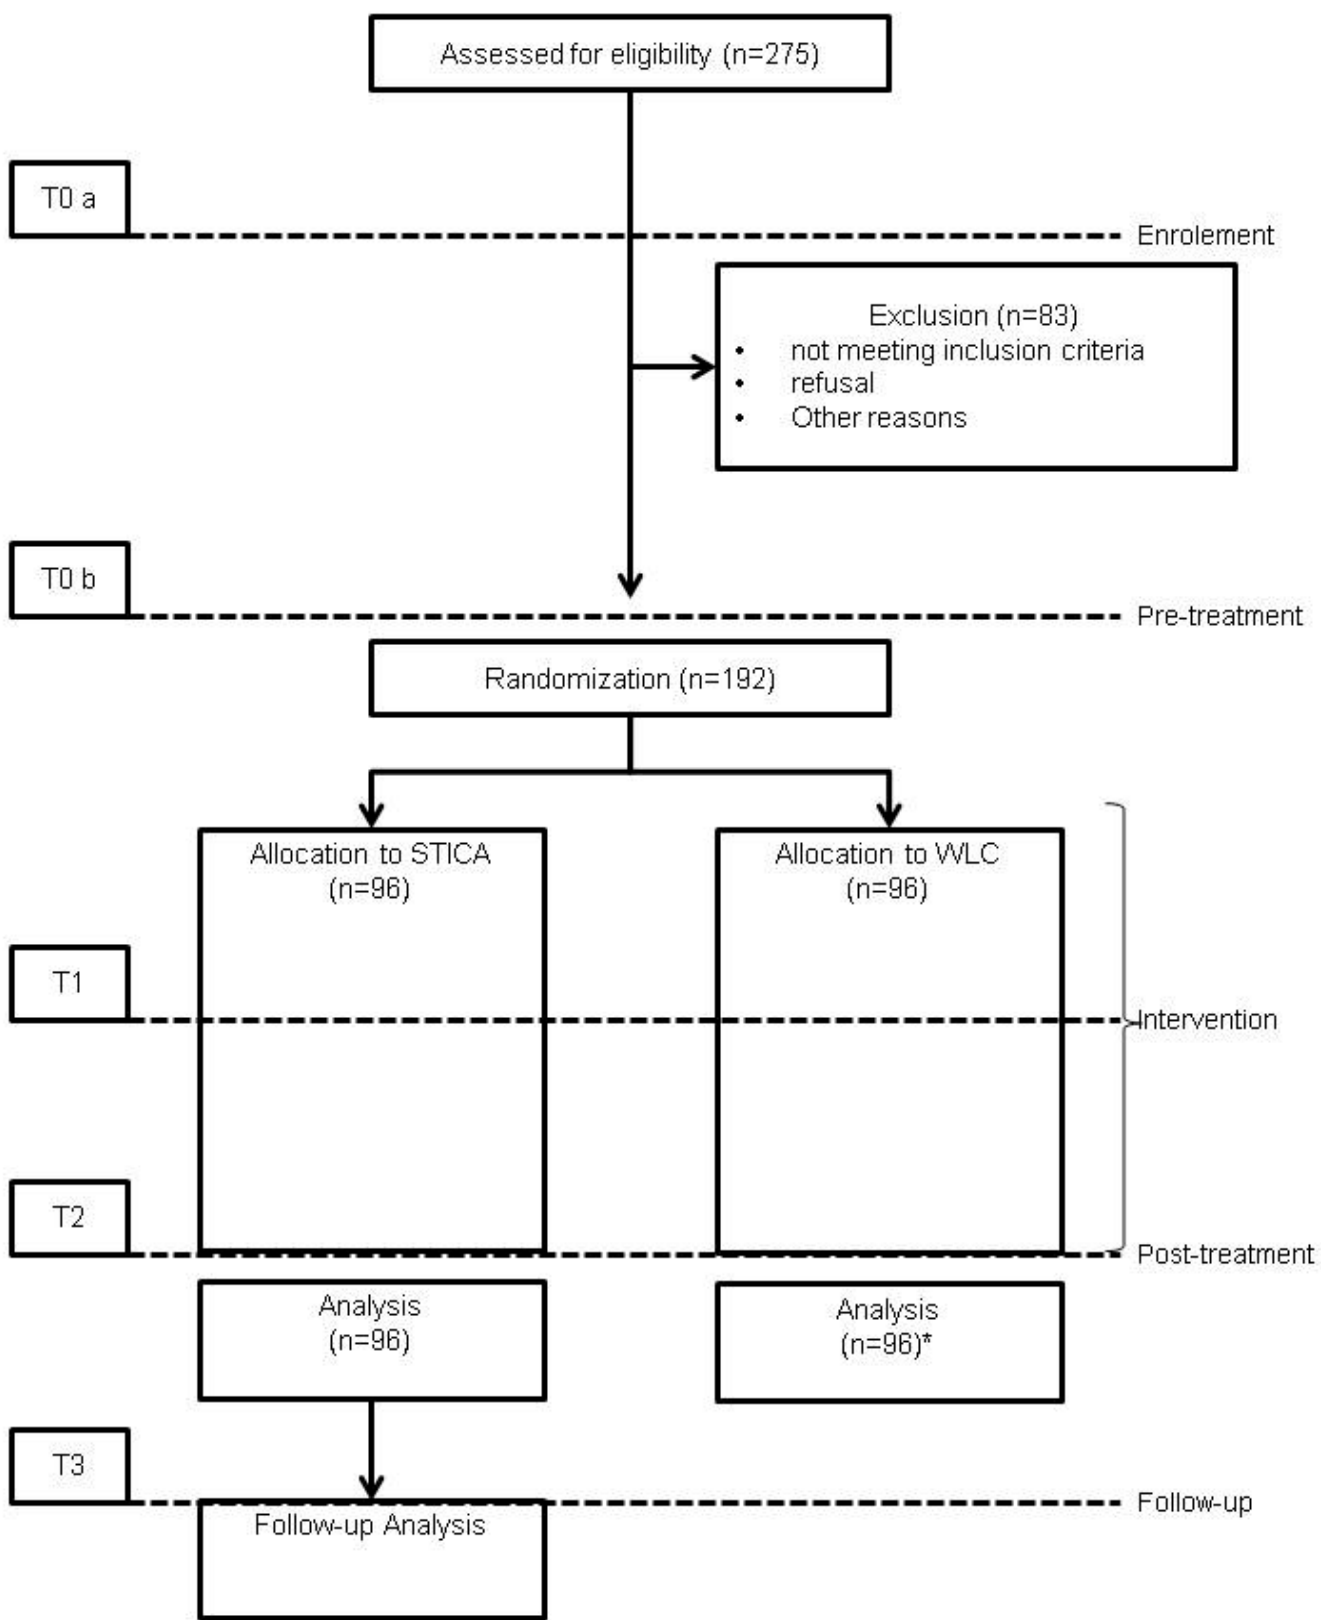 Assessed for eligibility (n=275)
T0 a
Enrolement
Exclusion (n=83)
• not meeting inclusion criteria
• refusal
• Other reasons
T0 b
Pre-treatment
Randomization (n=192)
Allocation to STICA
(n=96)
Allocation to WLC
(n=96)
T1
Intervention
T2
Post-treatment
Analysis
(n=96)
Analysis
(n=96)*
T3
Follow-up
Follow-up Analysis